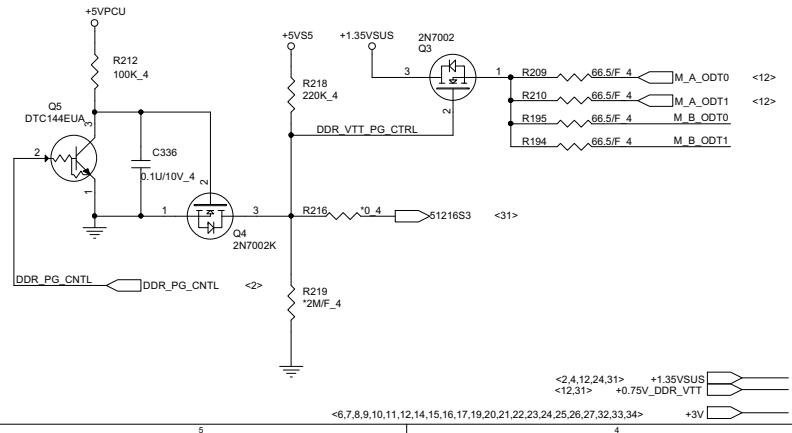 +5VPCU
R212
100K_4
Q5
DTC144EUA
2
3
1
C336
0.1U/10V_4
2
1
3
Q4
2N7002K
DDR_PG_CNTL
DDR_PG_CNTL
<2>
+5VS5
R218
220K_4
DDR_VTT_PG_CTRL
R216
*0_4
51216S3
<31>
R219
*2M/F_4
+1.35VSUS
2N7002
Q3
3
1
2
R209 66.5/F_4 M_A_ODT0 <12>
R210 66.5/F_4 M_A_ODT1 <12>
R195 66.5/F_4 M_B_ODT0
R194 66.5/F_4 M_B_ODT1
<2,4,12,24,31> +1.35VSUS
<12,31> +0.75V_DDR_VTT
<6,7,8,9,10,11,12,14,15,16,17,19,20,21,22,23,24,25,26,27,32,33,34> +3V
5
4